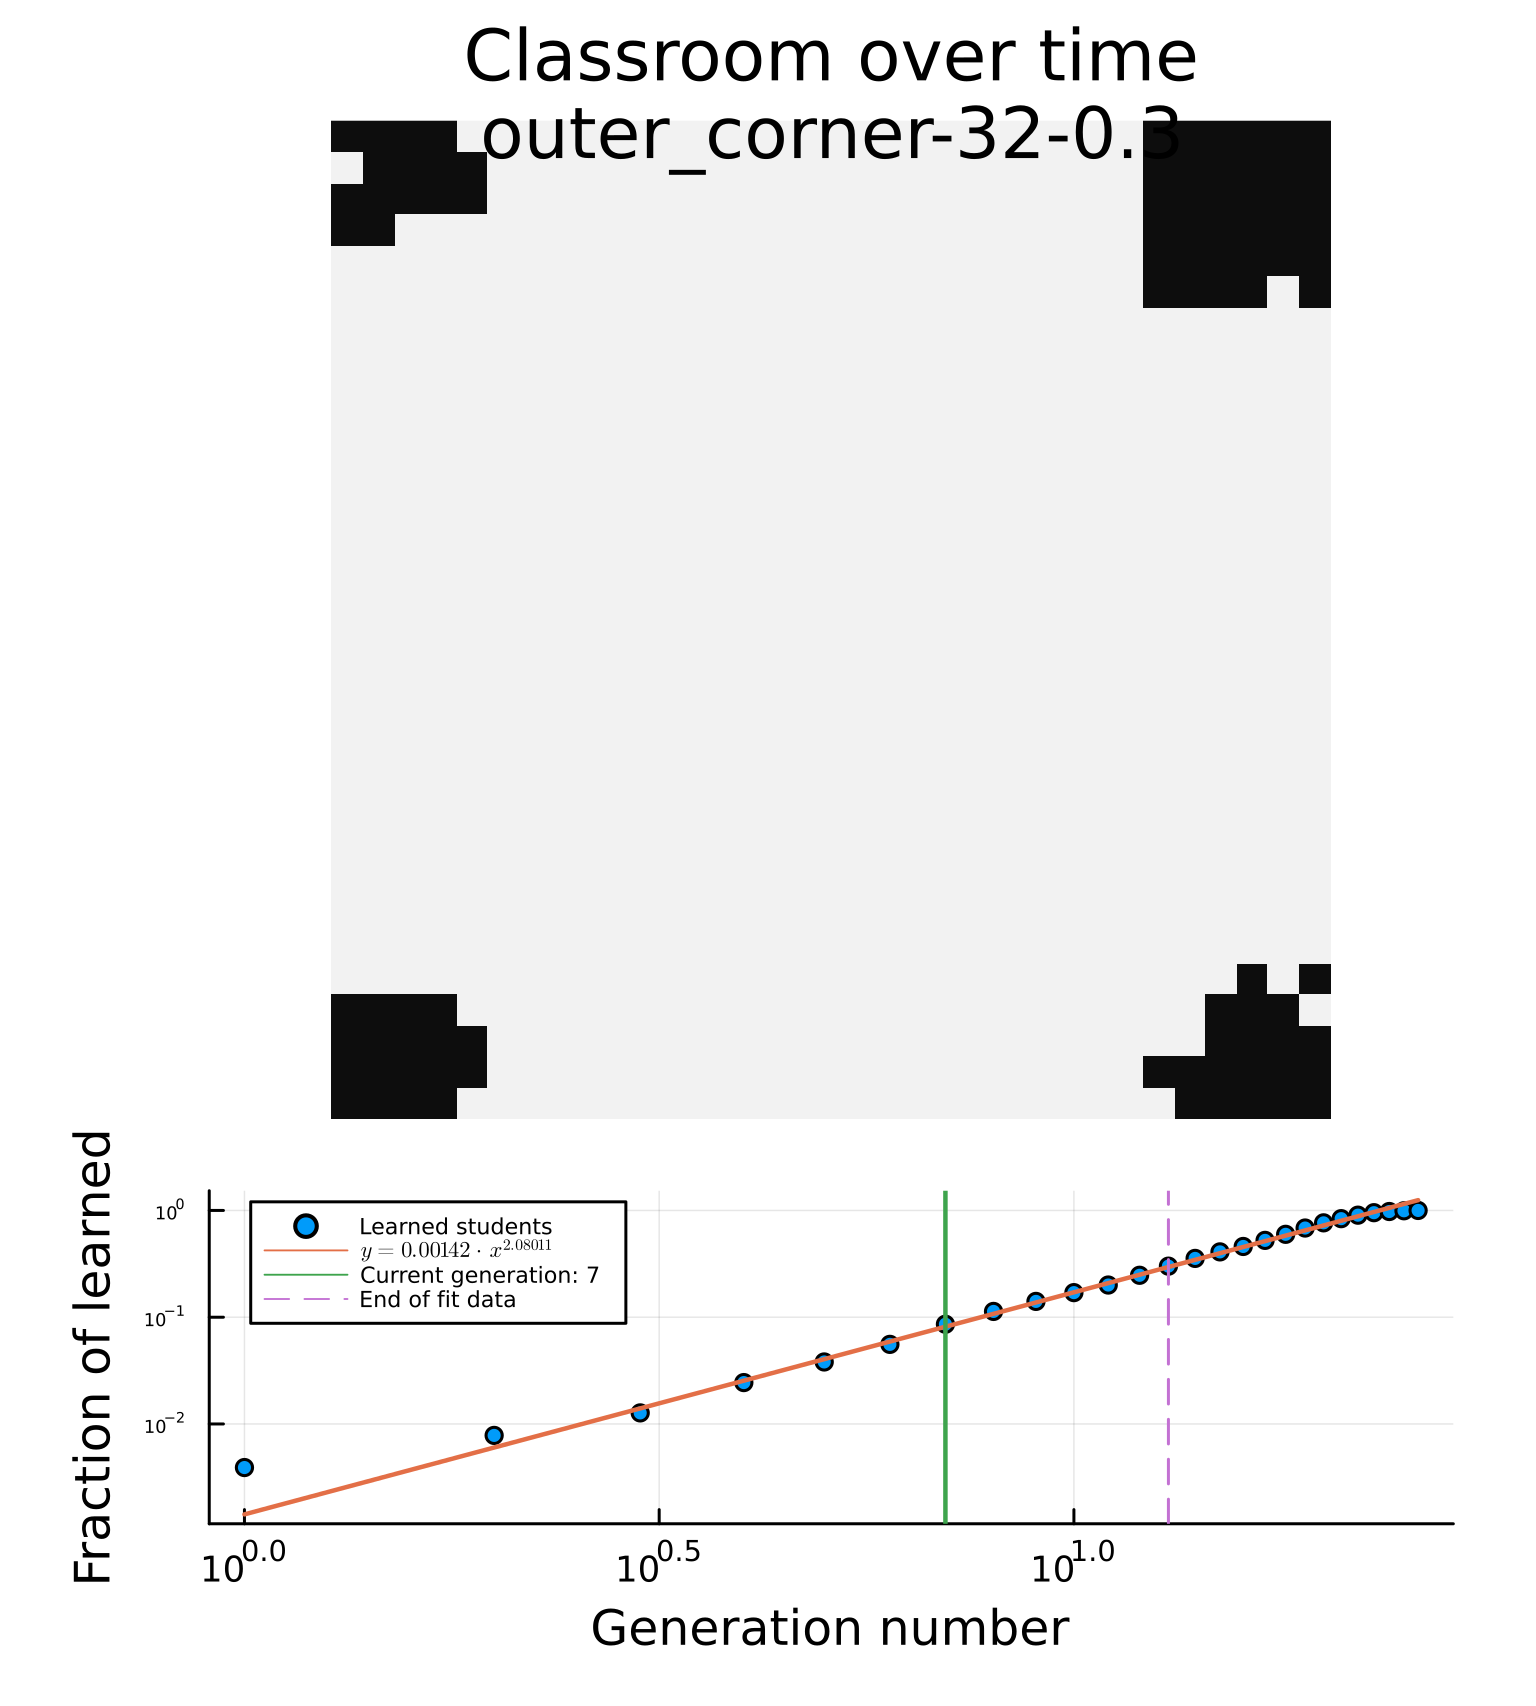 Classroom over time
outer_corner-32-0.3
Fraction of learned
10⁰
10⁻¹
10⁻²
Learned students
y = 0.00142 · x^2.08011
Current generation: 7
End of fit data
10^0.0
10^0.5
10^1.0
Generation number